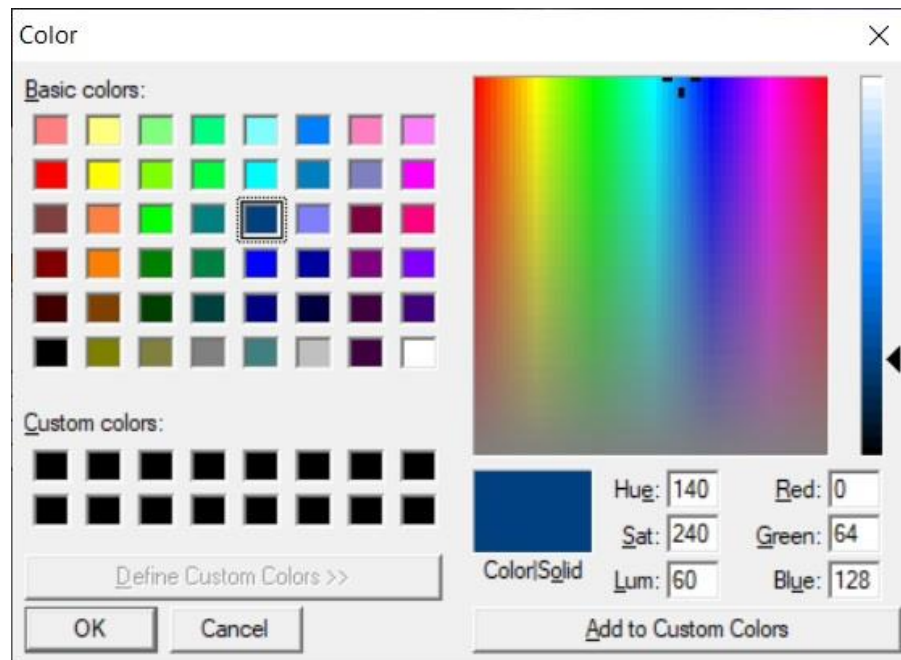 Color
Basic colors:
Custom colors:
Define Custom Colors >>
OK Cancel
Color|Solid
Hue: 140 Red: 0
Sat: 240 Green: 64
Lum: 60 Blue: 128
Add to Custom Colors